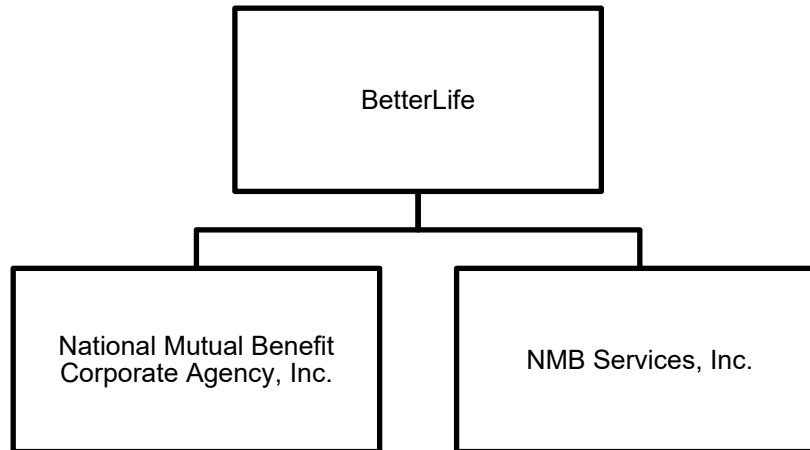 BetterLife
National Mutual Benefit
Corporate Agency, Inc.
NMB Services, Inc.